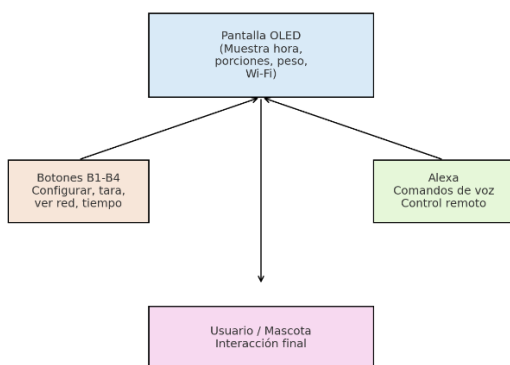 Pantalla OLED
(Muestra hora,
porciones, peso,
Wi-Fi)
Botones B1-B4
Configurar, tara,
ver red, tiempo
Alexa
Comandos de voz
Control remoto
Usuario / Mascota
Interacción final